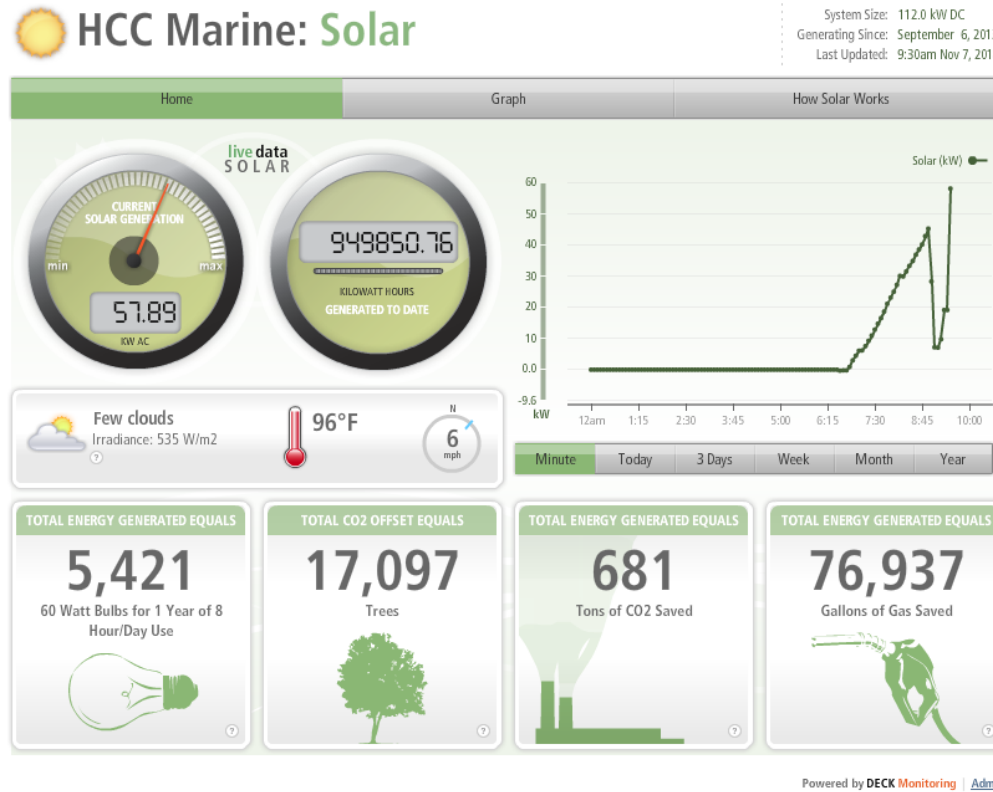 HCC Marine: Solar
System Size: 112.0 kW DC
Generating Since: September 6, 201
Last Updated: 9:30am Nov 7, 201
Home
Graph
How Solar Works
live data
SOLAR
CURRENT
SOLAR GENERATION
min
max
57.89
KW AC
949850.76
KILOWATT HOURS
GENERATED TO DATE
Solar (kW)
60
50
40
30
20
10
0.0
-9.6
kW
12am 1:15 2:30 3:45 5:00 6:15 7:30 8:45 10:00
Few clouds
Irradiance: 535 W/m2
?
96°F
N
6
mph
Minute Today 3 Days Week Month Year
TOTAL ENERGY GENERATED EQUALS
5,421
60 Watt Bulbs for 1 Year of 8
Hour/Day Use
?
TOTAL CO2 OFFSET EQUALS
17,097
Trees
?
TOTAL ENERGY GENERATED EQUALS
681
Tons of CO2 Saved
?
TOTAL ENERGY GENERATED EQUALS
76,937
Gallons of Gas Saved
?
Powered by DECK Monitoring | Adm